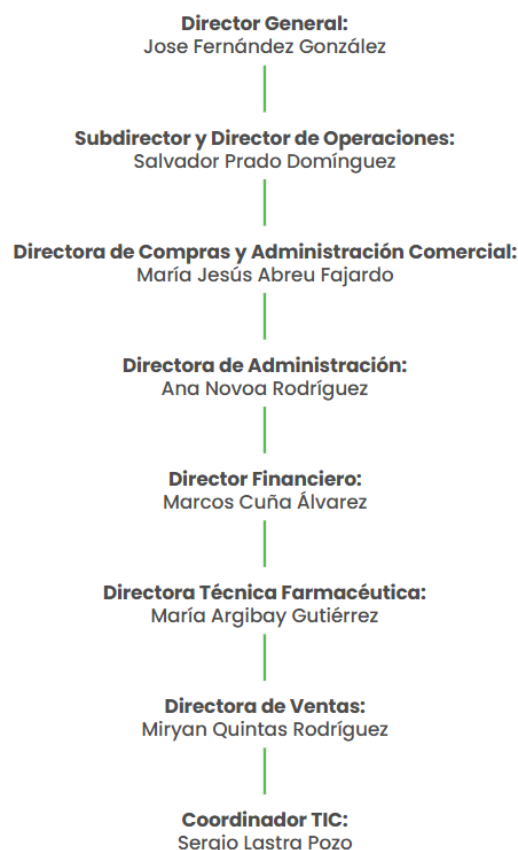 Director General:
Jose Fernández González
Subdirector y Director de Operaciones:
Salvador Prado Domínguez
Directora de Compras y Administración Comercial:
María Jesús Abreu Fajardo
Directora de Administración:
Ana Novoa Rodríguez
Director Financiero:
Marcos Cuña Álvarez
Directora Técnica Farmacéutica:
María Argibay Gutiérrez
Directora de Ventas:
Miryan Quintas Rodríguez
Coordinador TIC:
Sergio Lastra Pozo